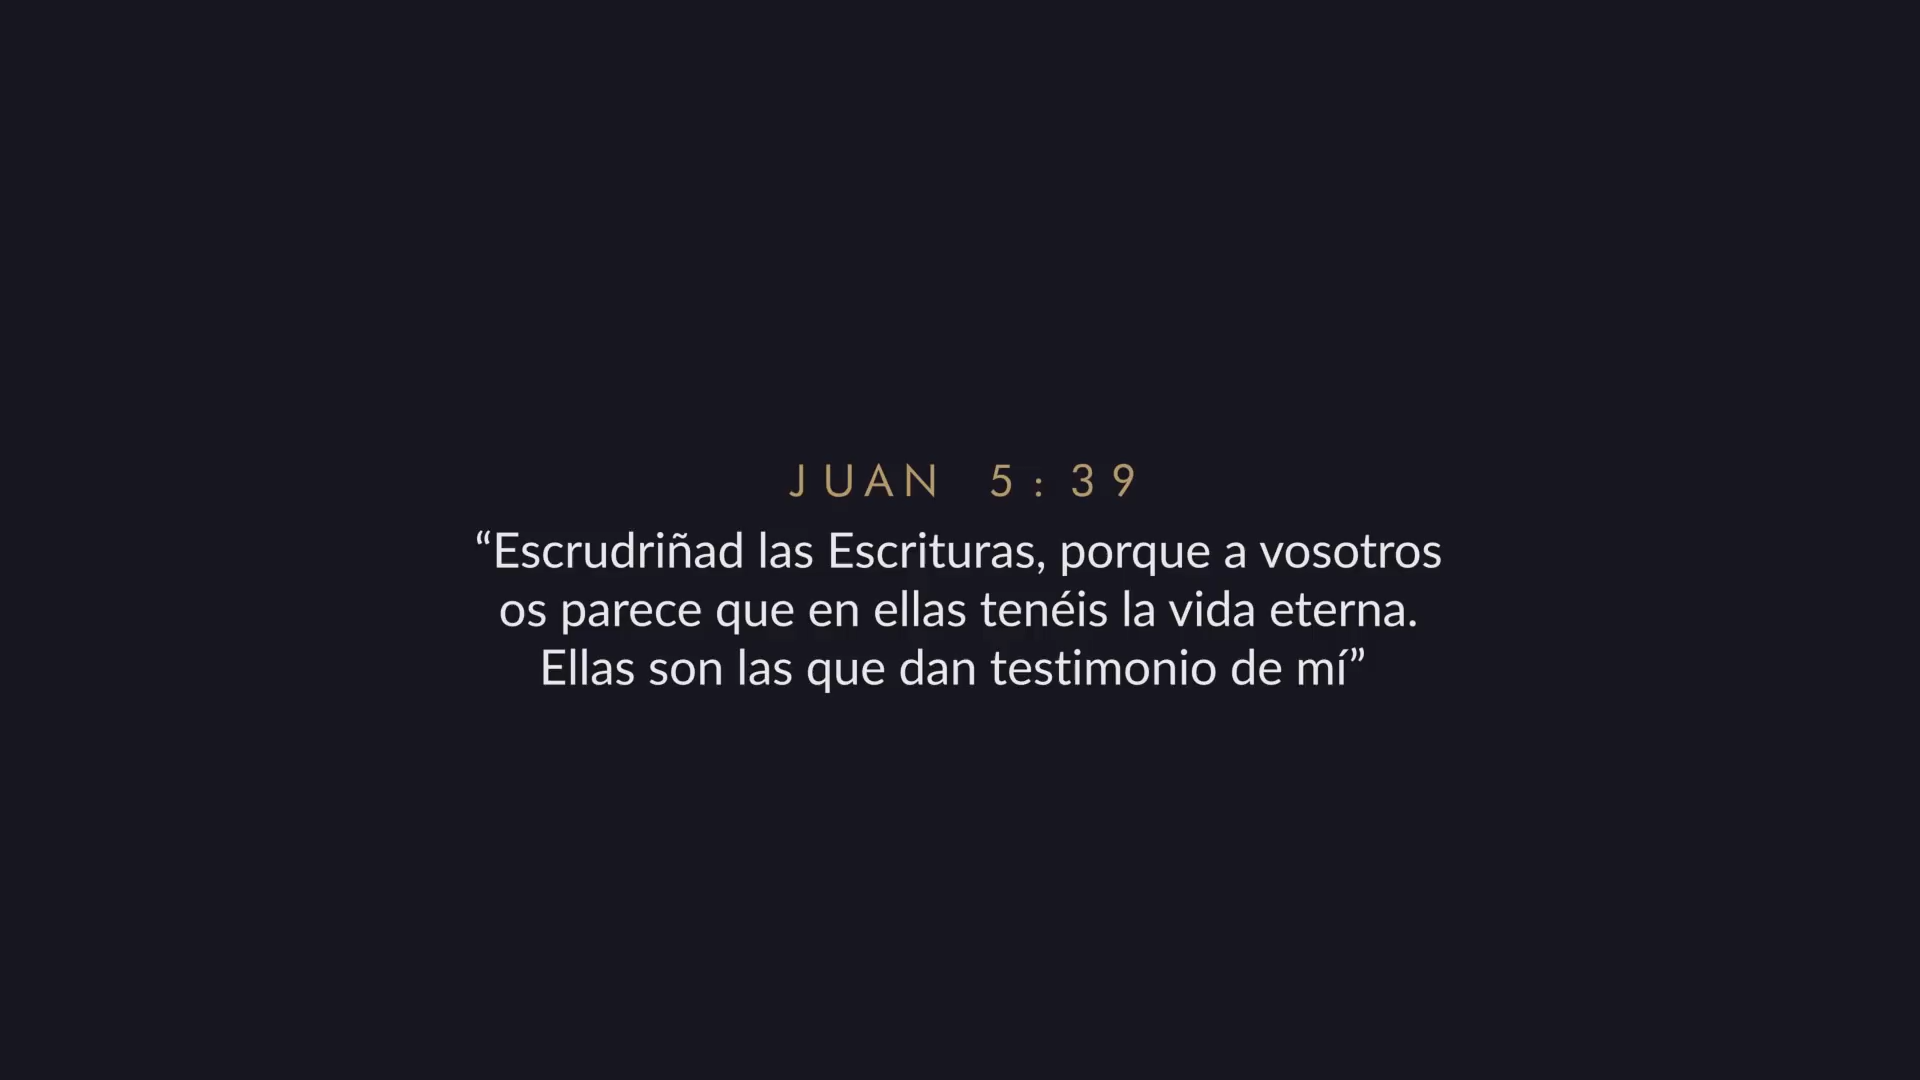 JUAN 5:39
“Escrudriñad las Escrituras, porque a vosotros
os parece que en ellas tenéis la vida eterna.
Ellas son las que dan testimonio de mí”